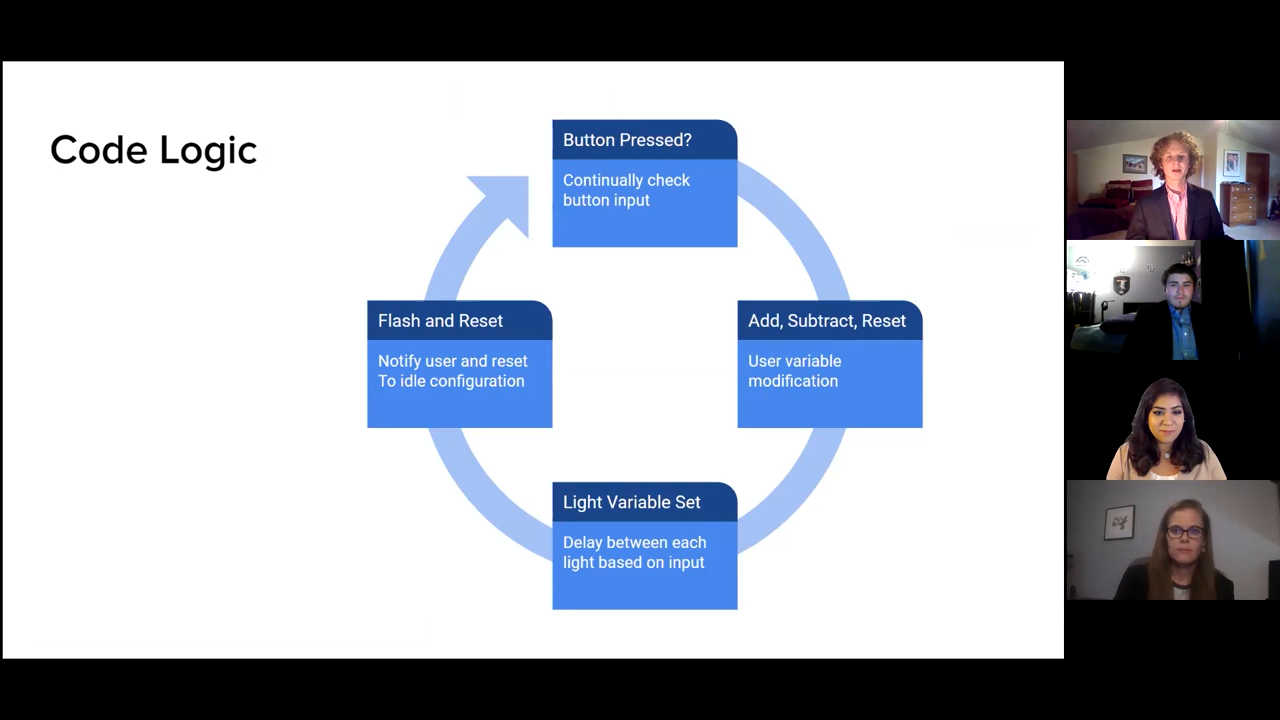 Code Logic
Button Pressed?
Continually check
button input
Flash and Reset
Notify user and reset
To idle configuration
Add, Subtract, Reset
User variable
modification
Light Variable Set
Delay between each
light based on input